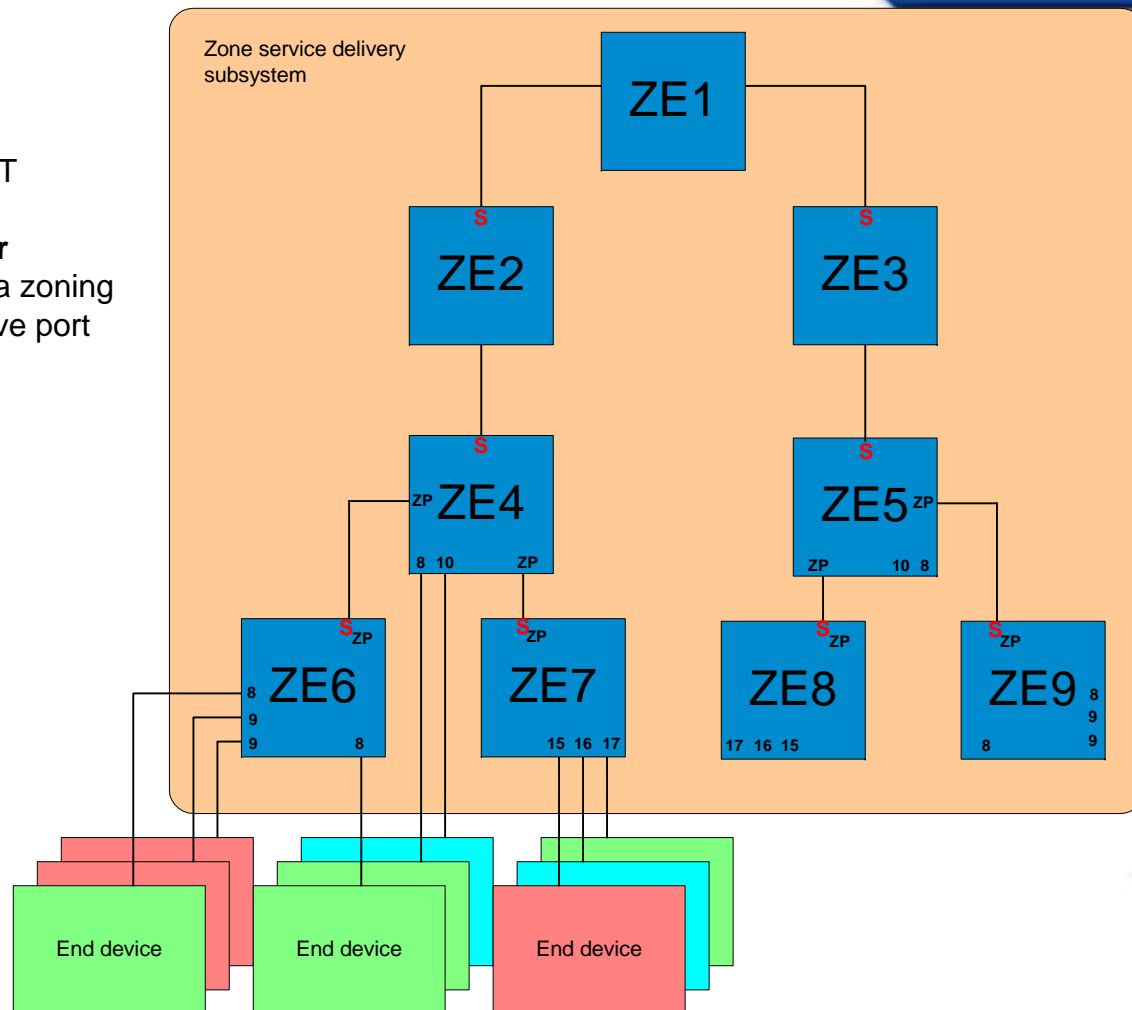 Zone service delivery
subsystem
ZE1
T
r
a zoning
ve port
S
ZE2
S
ZE3
S
ZP ZE4
8 10 ZP
S
ZE5 ZP
ZP 10 8
S ZP
ZE6
8
9
9 8
S ZP
ZE7
15 16 17
S ZP
ZE8
17 16 15
S ZP
ZE9
8
9
8 9
End device
End device
End device